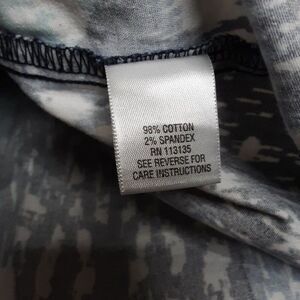 98% COTTON
2% SPANDEX
RN 113135
SEE REVERSE FOR
CARE INSTRUCTIONS